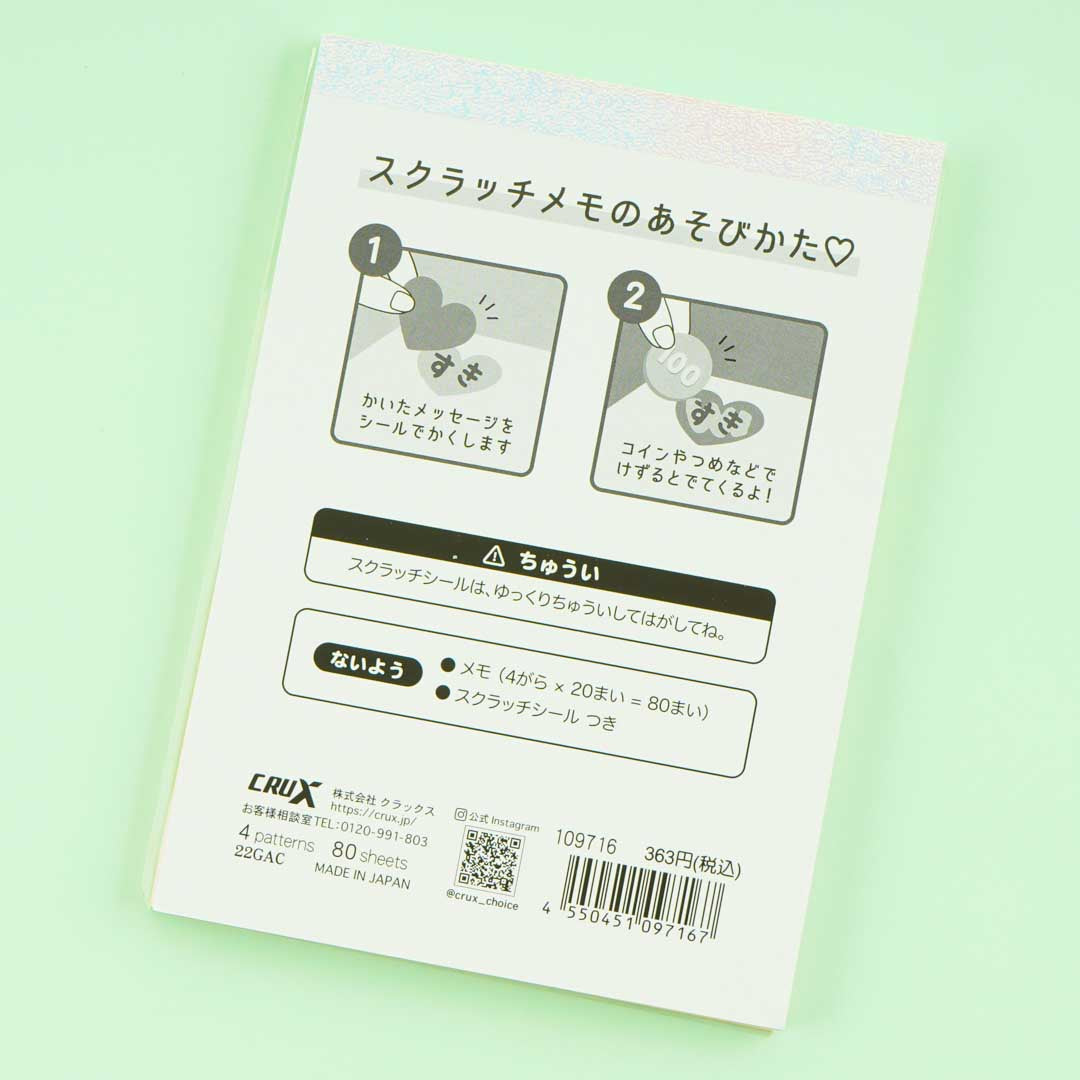 スクラッチメモのあそびかた♡
1
すき
かいたメッセージを
シールでかくします
2
100
すき
コインやつめなどで
けずるとでてくるよ!
⚠ ちゅうい
スクラッチシールは、ゆっくりちゅういしてはがしてね。
ないよう
●メモ (4がら × 20まい = 80まい)
●スクラッチシール つき
CRUX
株式会社 クラックス
https://crux.jp/
お客様相談室TEL:0120-991-803
4 patterns 80 sheets
22GAC
MADE IN JAPAN
公式 Instagram
@crux_choice
109716 363円(税込)
4 550451 097167